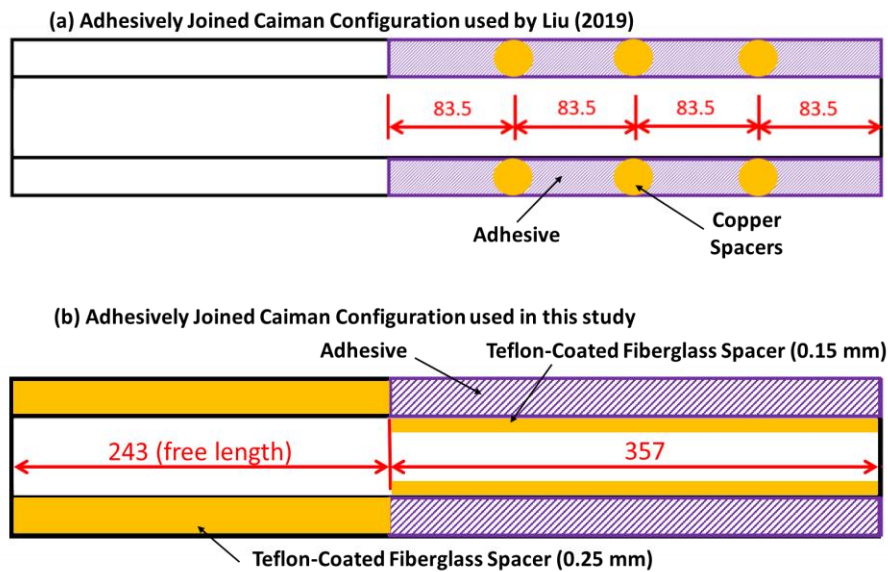 (a) Adhesively Joined Caiman Configuration used by Liu (2019)
83.5 83.5 83.5 83.5
Adhesive
Copper
Spacers
(b) Adhesively Joined Caiman Configuration used in this study
Adhesive
Teflon-Coated Fiberglass Spacer (0.15 mm)
243 (free length)
357
Teflon-Coated Fiberglass Spacer (0.25 mm)